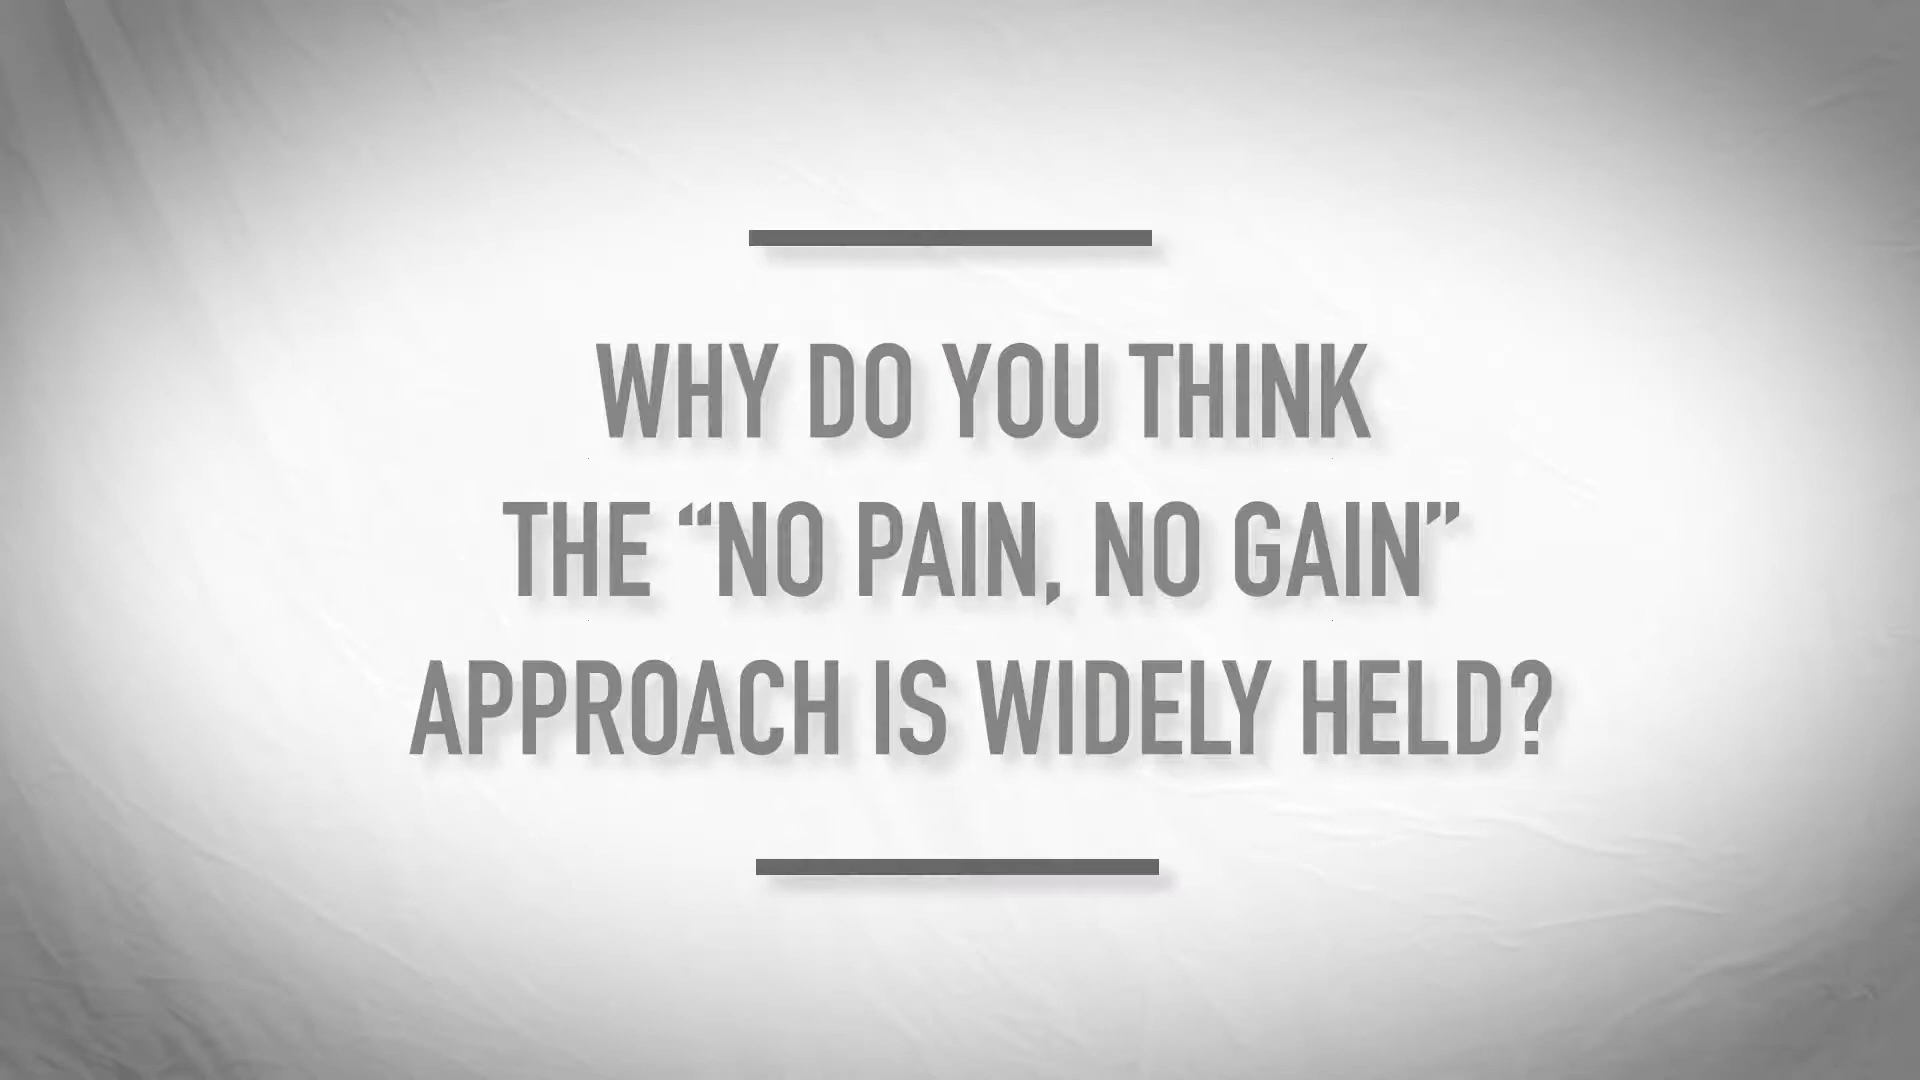 WHY DO YOU THINK
THE “NO PAIN, NO GAIN”
APPROACH IS WIDELY HELD?